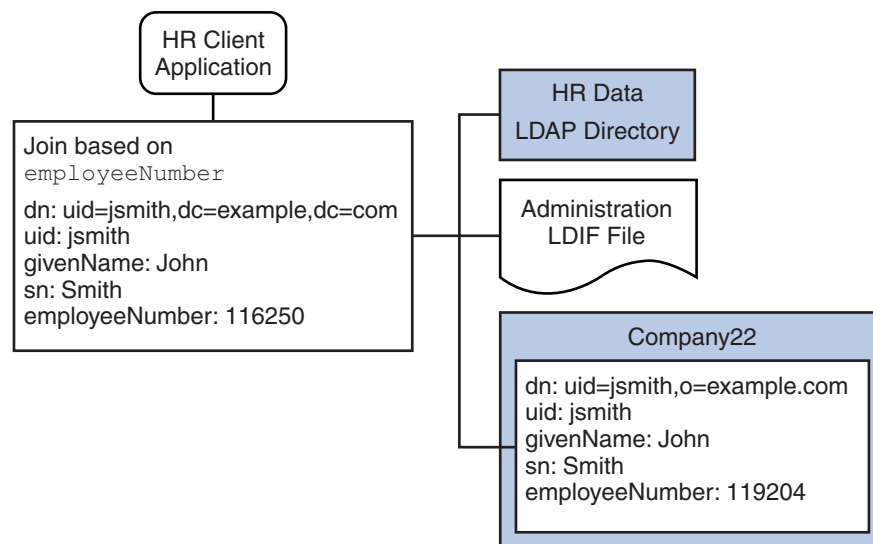 HR Client
Application
Join based on
employeeNumber
dn: uid=jsmith,dc=example,dc=com
uid: jsmith
givenName: John
sn: Smith
employeeNumber: 116250
HR Data
LDAP Directory
Administration
LDIF File
Company22
dn: uid=jsmith,o=example.com
uid: jsmith
givenName: John
sn: Smith
employeeNumber: 119204